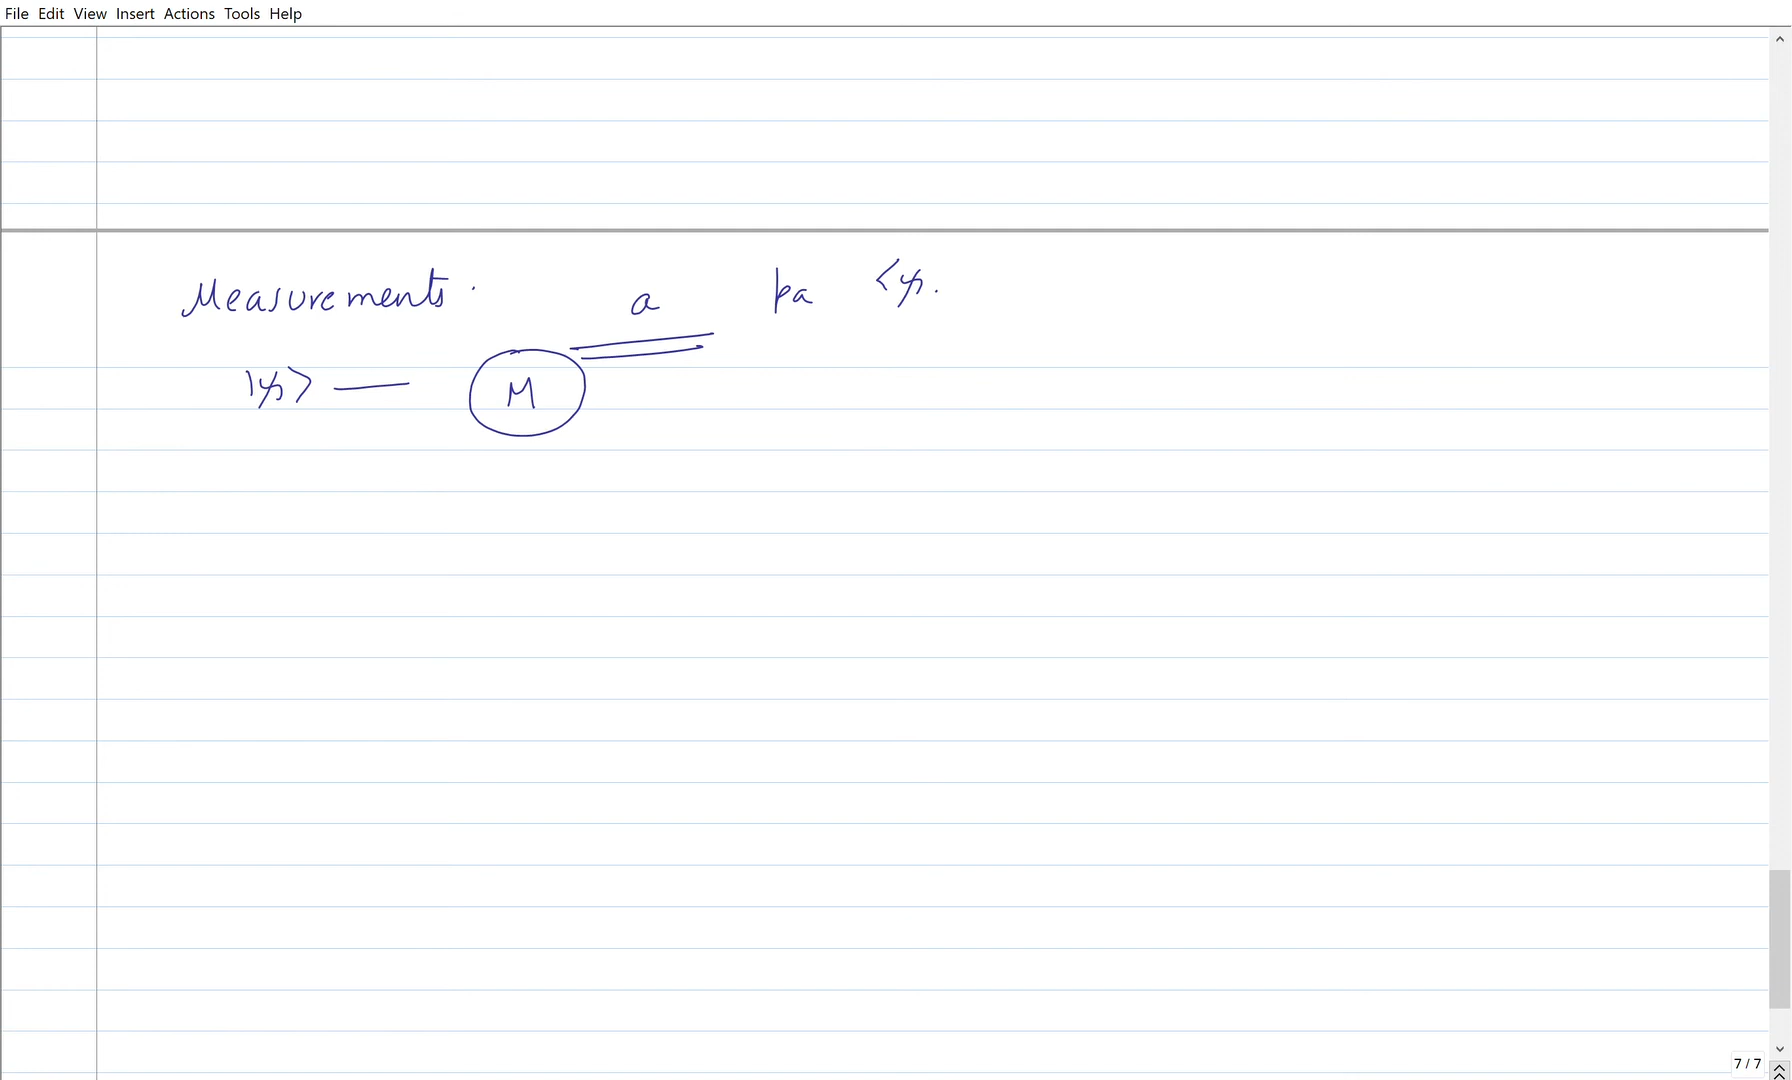 File Edit View Insert Actions Tools Help
Measurements. a pa <ψ.
|ψ> — M
7 / 7